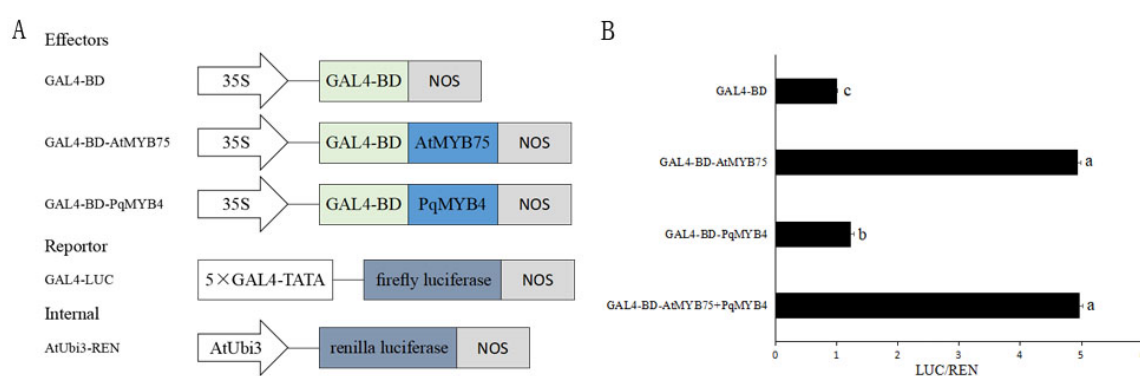 A
Effectors
GAL4-BD
35S
GAL4-BD
NOS
GAL4-BD-AtMYB75
35S
GAL4-BD
AtMYB75
NOS
GAL4-BD-PqMYB4
35S
GAL4-BD
PqMYB4
NOS
Reportor
GAL4-LUC
5×GAL4-TATA
firefly luciferase
NOS
Internal
AtUbi3-REN
AtUbi3
renilla luciferase
NOS
B
GAL4-BD
c
GAL4-BD-AtMYB75
a
GAL4-BD-PqMYB4
b
GAL4-BD-AtMYB75+PqMYB4
a
0 1 2 3 4 5
LUC/REN